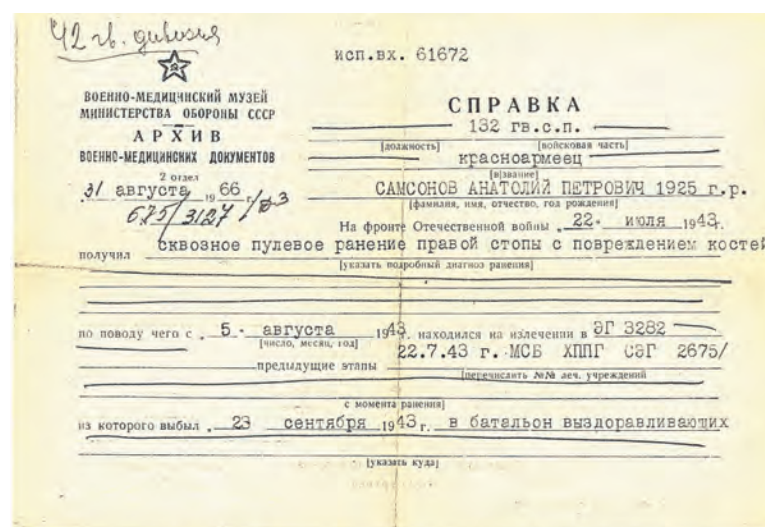 42 гв. дивизия
исп.вх. 61672
ВОЕННО-МЕДИЦИНСКИЙ МУЗЕЙ
МИНИСТЕРСТВА ОБОРОНЫ СССР
АРХИВ
ВОЕННО-МЕДИЦИНСКИХ ДОКУМЕНТОВ
2 отдел
31 августа 1966 г.
675/3127/
СПРАВКА
132 гв.с.п.
[должность] [войсковая часть]
красноармеец
[звание]
САМСОНОВ АНАТОЛИЙ ПЕТРОВИЧ 1925 г.р.
[фамилия, имя, отчество, год рождения]
На фронте Отечественной войны „22" июля 1943г.
получил сквозное пулевое ранение правой стопы с повреждением костей
[указать подробный диагноз ранения]
по поводу чего с „5" августа 1943г. находился на излечении в ЭГ 3282
[число, месяц, год]
22.7.43 г. МСБ ХППГ СЭГ 2675/
предыдущие этапы
[перечислить №№ леч. учреждений
с момента ранения]
из которого выбыл „23 сентября 1943 г. в батальон выздоравливающих
[указать куда]